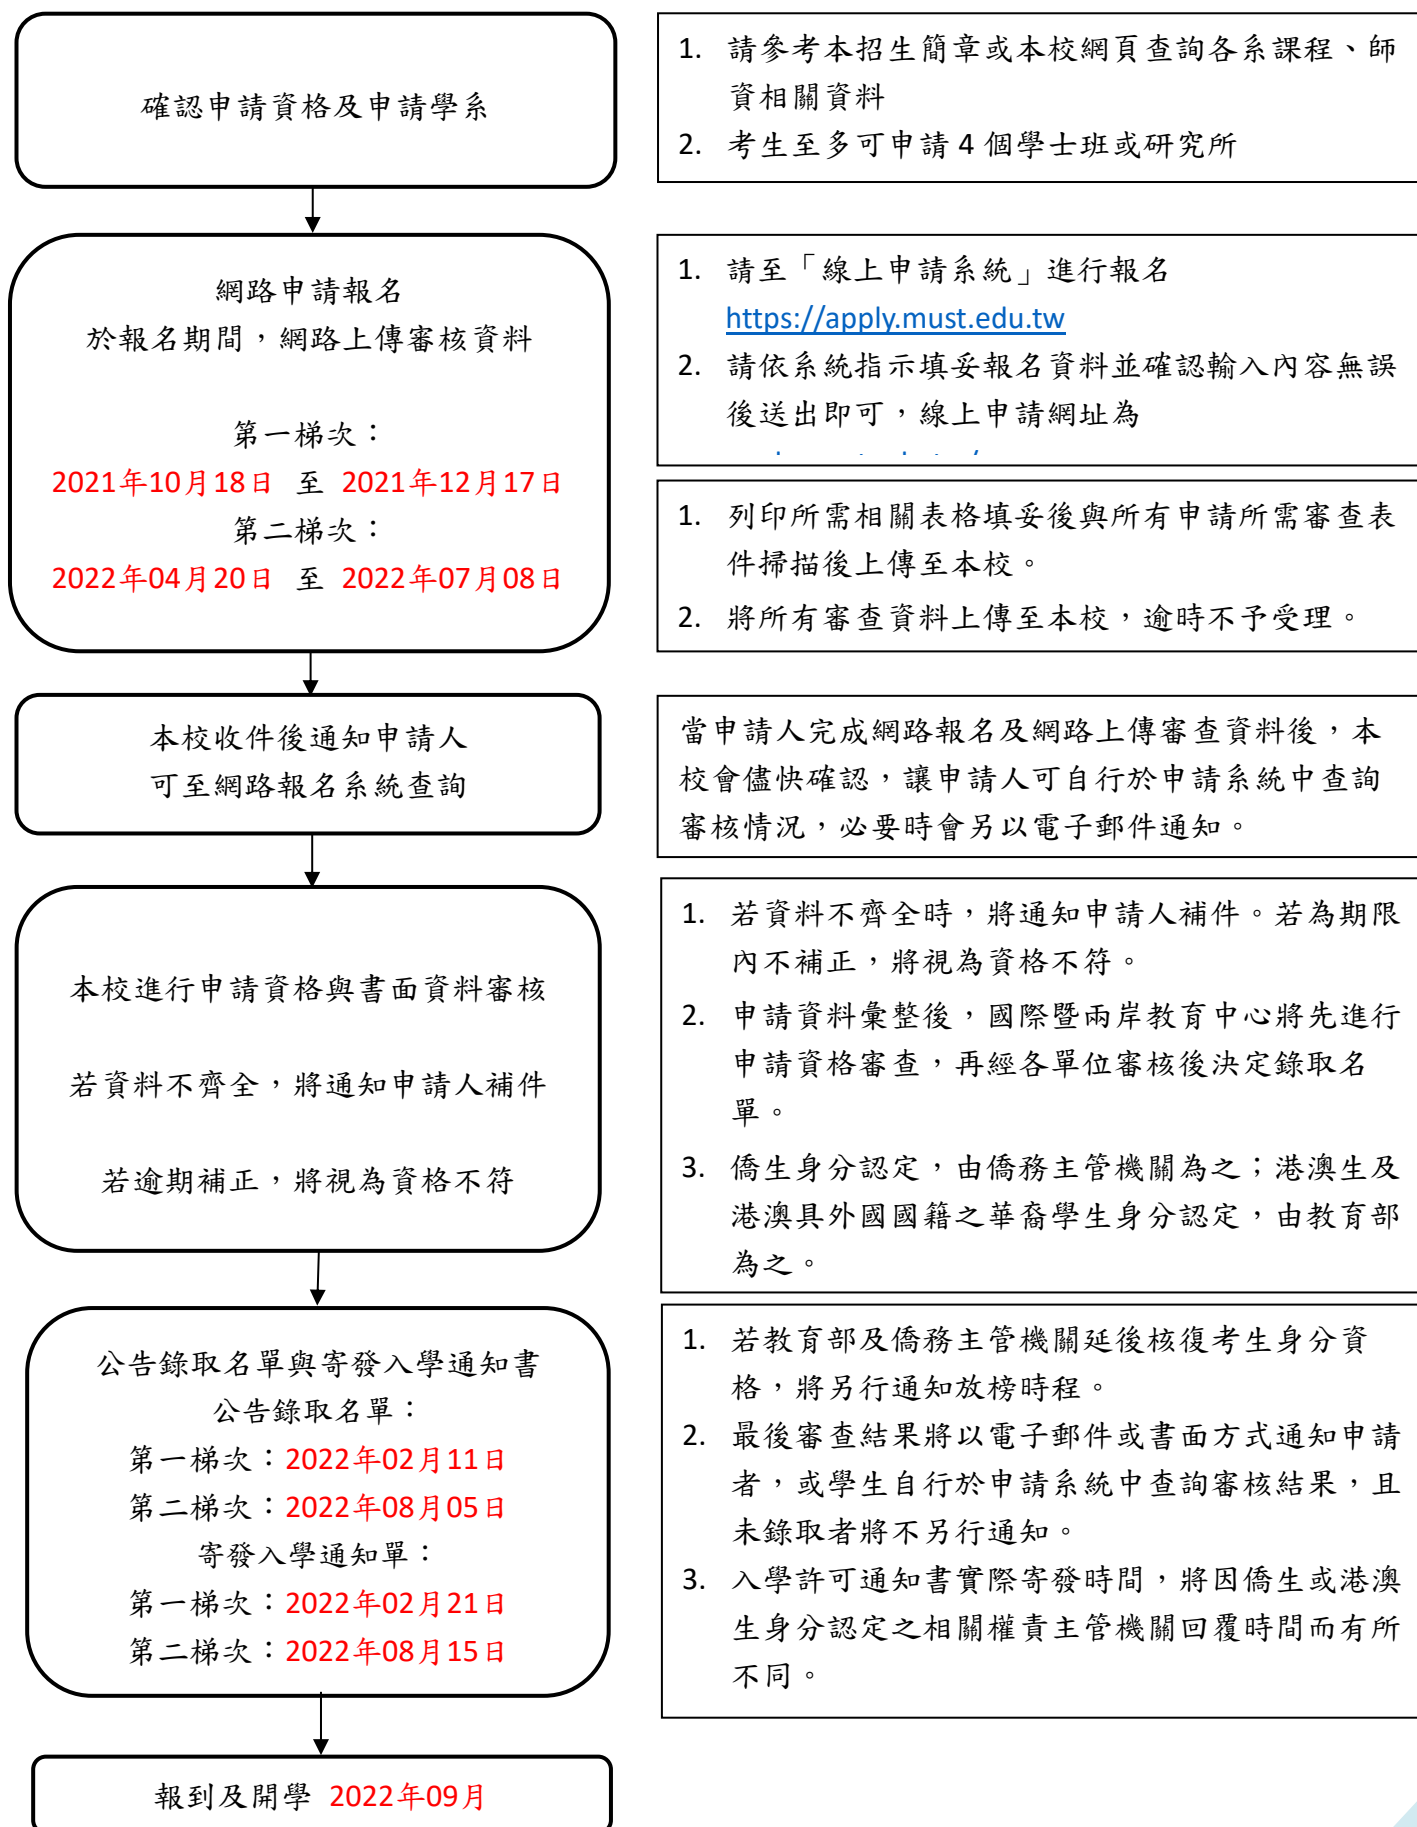 確認申請資格及申請學系
1. 請參考本招生簡章或本校網頁查詢各系課程、師
資相關資料
2. 考生至多可申請 4 個學士班或研究所
網路申請報名
於報名期間，網路上傳審核資料
第一梯次：
2021年10月18日 至 2021年12月17日
第二梯次：
2022年04月20日 至 2022年07月08日
1. 請至「線上申請系統」進行報名
https://apply.must.edu.tw
2. 請依系統指示填妥報名資料並確認輸入內容無誤
後送出即可，線上申請網址為
1. 列印所需相關表格填妥後與所有申請所需審查表
件掃描後上傳至本校。
2. 將所有審查資料上傳至本校，逾時不予受理。
本校收件後通知申請人
可至網路報名系統查詢
當申請人完成網路報名及網路上傳審查資料後，本
校會儘快確認，讓申請人可自行於申請系統中查詢
審核情況，必要時會另以電子郵件通知。
本校進行申請資格與書面資料審核
若資料不齊全，將通知申請人補件
若逾期補正，將視為資格不符
1. 若資料不齊全時，將通知申請人補件。若為期限
內不補正，將視為資格不符。
2. 申請資料彙整後，國際暨兩岸教育中心將先進行
申請資格審查，再經各單位審核後決定錄取名
單。
3. 僑生身分認定，由僑務主管機關為之；港澳生及
港澳具外國國籍之華裔學生身分認定，由教育部
為之。
公告錄取名單與寄發入學通知書
公告錄取名單：
第一梯次：2022年02月11日
第二梯次：2022年08月05日
寄發入學通知單：
第一梯次：2022年02月21日
第二梯次：2022年08月15日
1. 若教育部及僑務主管機關延後核復考生身分資
格，將另行通知放榜時程。
2. 最後審查結果將以電子郵件或書面方式通知申請
者，或學生自行於申請系統中查詢審核結果，且
未錄取者將不另行通知。
3. 入學許可通知書實際寄發時間，將因僑生或港澳
生身分認定之相關權責主管機關回覆時間而有所
不同。
報到及開學 2022年09月